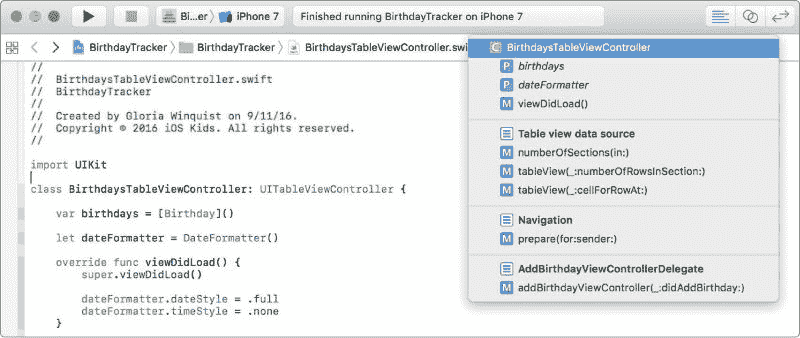 Bi...er iPhone 7 Finished running BirthdayTracker on iPhone 7
BirthdayTracker BirthdayTracker BirthdaysTableViewController.swi
//
// BirthdaysTableViewController.swift
// BirthdayTracker
//
// Created by Gloria Winquist on 9/11/16.
// Copyright © 2016 iOS Kids. All rights reserved.
//
import UIKit
class BirthdaysTableViewController: UITableViewController {
var birthdays = [Birthday]()
let dateFormatter = DateFormatter()
override func viewDidLoad() {
super.viewDidLoad()
dateFormatter.dateStyle = .full
dateFormatter.timeStyle = .none
}
C BirthdaysTableViewController
P birthdays
P dateFormatter
M viewDidLoad()
Table view data source
M numberOfSections(in:)
M tableView(_:numberOfRowsInSection:)
M tableView(_:cellForRowAt:)
Navigation
M prepare(for:sender:)
AddBirthdayViewControllerDelegate
M addBirthdayViewController(_:didAddBirthday:)